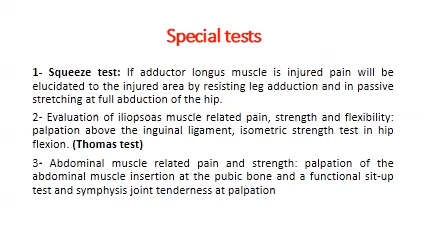 Special tests
1- Squeeze test: If adductor longus muscle is injured pain will be
elucidated to the injured area by resisting leg adduction and in passive
stretching at full abduction of the hip.
2- Evaluation of iliopsoas muscle related pain, strength and flexibility:
palpation above the inguinal ligament, isometric strength test in hip
flexion. (Thomas test)
3- Abdominal muscle related pain and strength: palpation of the
abdominal muscle insertion at the pubic bone and a functional sit-up
test and symphysis joint tenderness at palpation